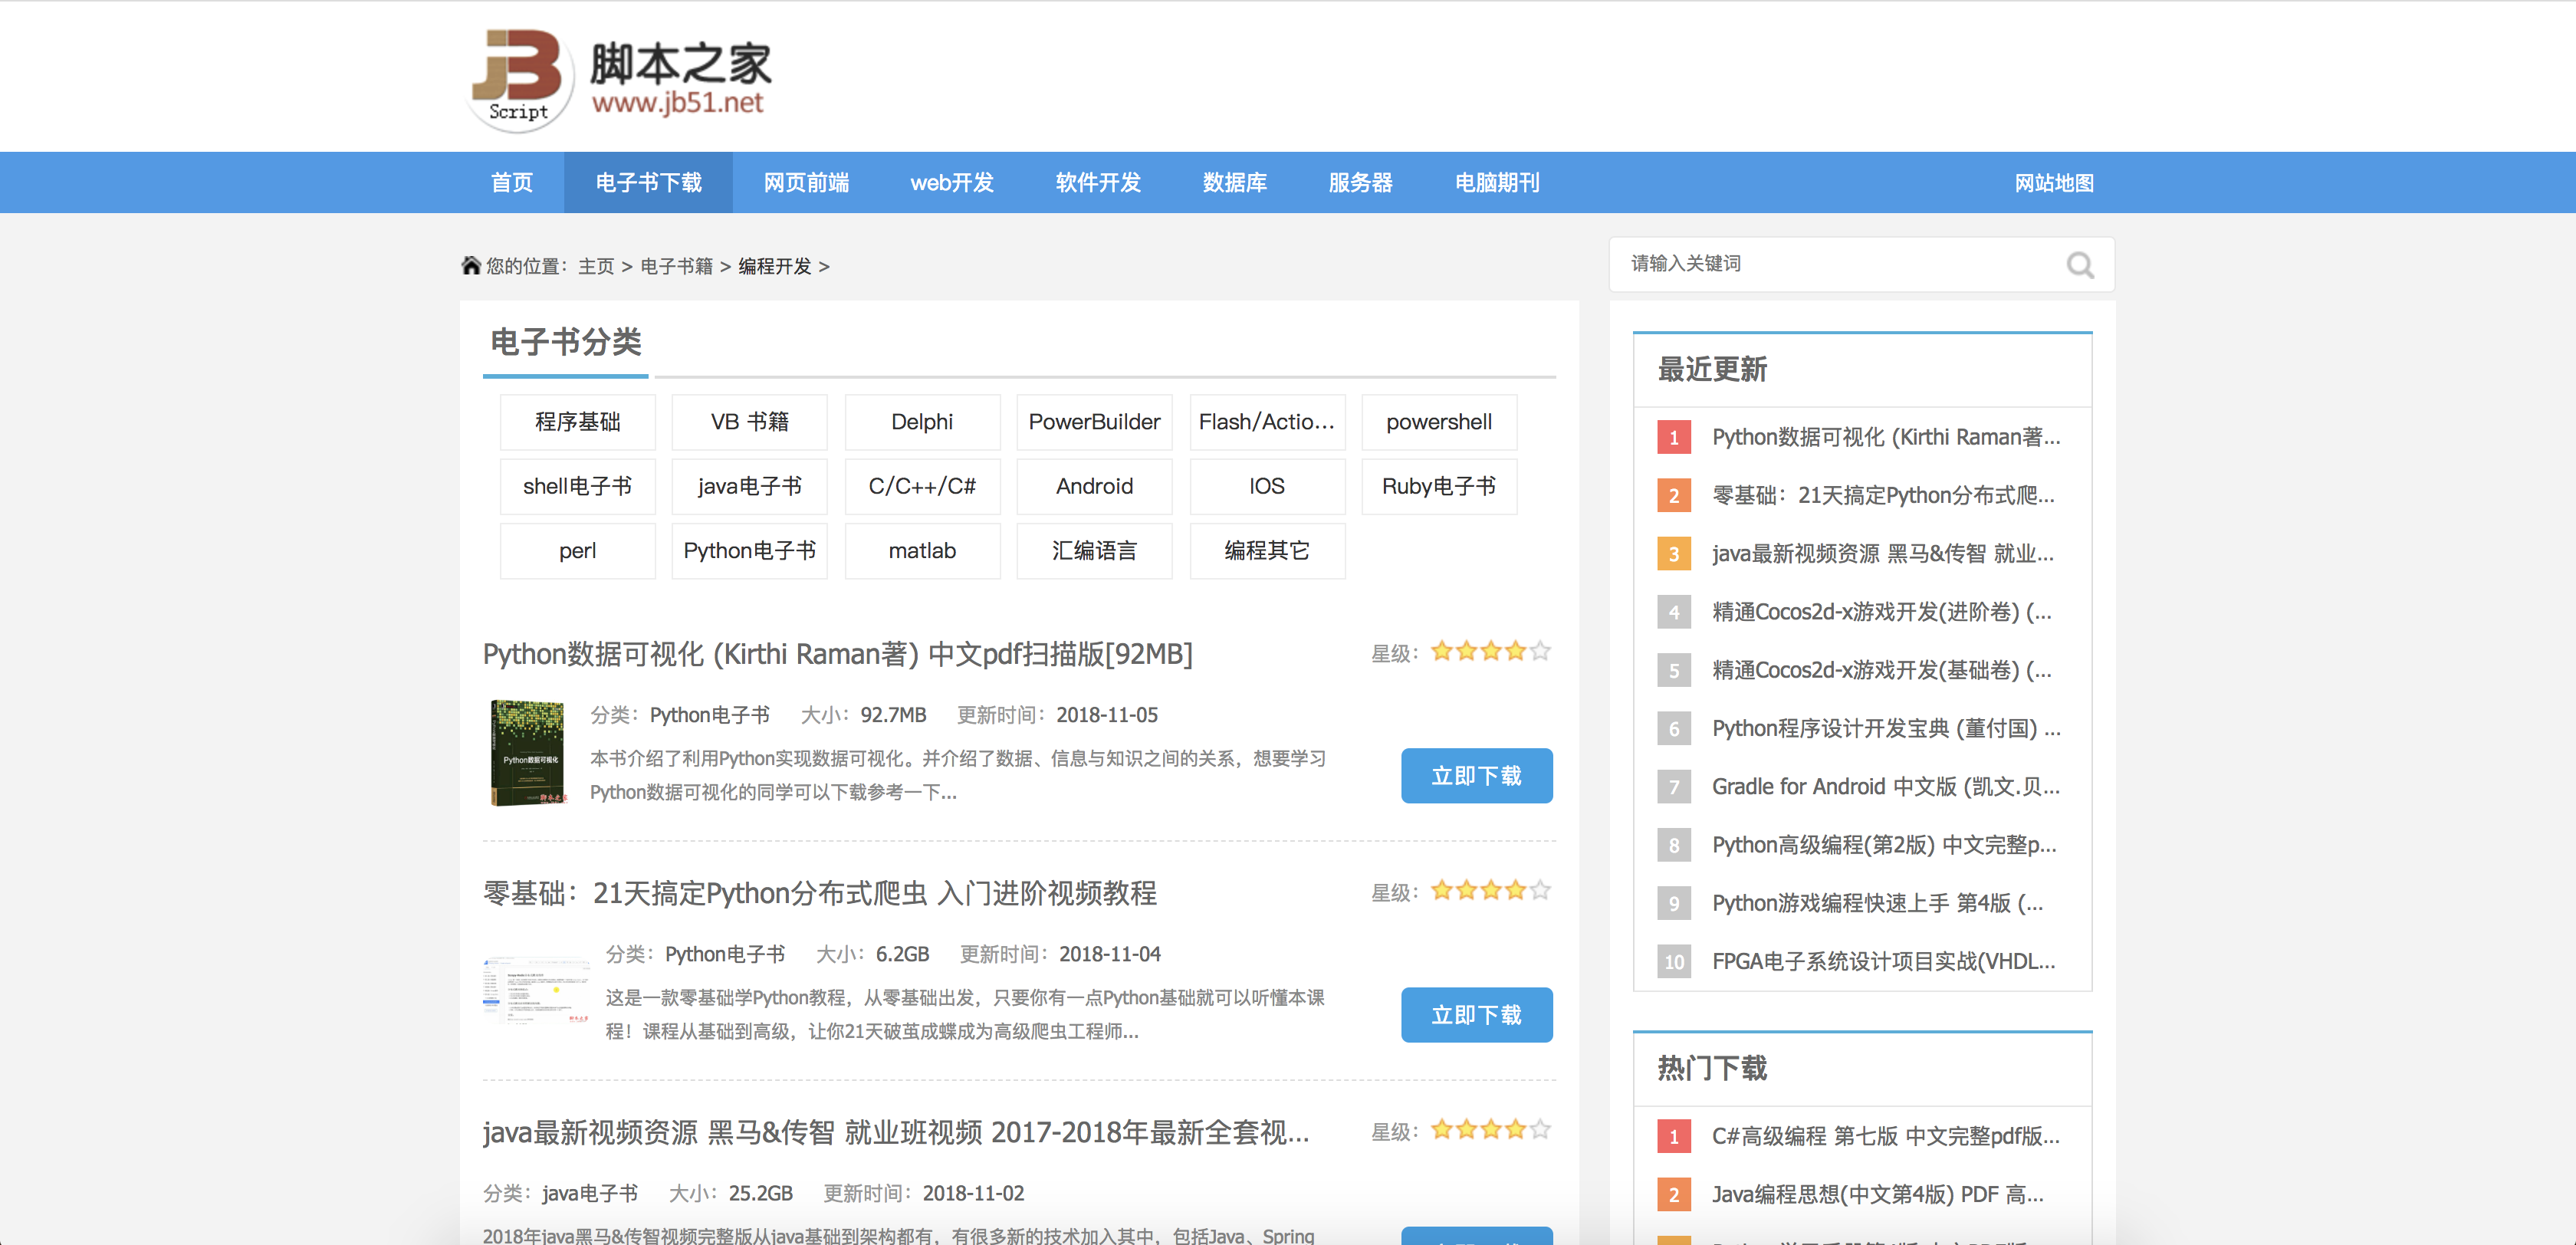 JB
Script
脚本之家
www.jb51.net
首页
电子书下载
网页前端
web开发
软件开发
数据库
服务器
电脑期刊
网站地图
您的位置：主页 > 电子书籍 > 编程开发 >
请输入关键词
电子书分类
程序基础
VB 书籍
Delphi
PowerBuilder
Flash/Actio...
powershell
shell电子书
java电子书
C/C++/C#
Android
IOS
Ruby电子书
perl
Python电子书
matlab
汇编语言
编程其它
Python数据可视化 (Kirthi Raman著) 中文pdf扫描版[92MB]
星级：
Python数据可视化
分类：Python电子书 大小：92.7MB 更新时间：2018-11-05
本书介绍了利用Python实现数据可视化。并介绍了数据、信息与知识之间的关系，想要学习
Python数据可视化的同学可以下载参考一下...
立即下载
零基础：21天搞定Python分布式爬虫 入门进阶视频教程
星级：
分类：Python电子书 大小：6.2GB 更新时间：2018-11-04
这是一款零基础学Python教程，从零基础出发，只要你有一点Python基础就可以听懂本课
程！课程从基础到高级，让你21天破茧成蝶成为高级爬虫工程师...
立即下载
java最新视频资源 黑马&传智 就业班视频 2017-2018年最新全套视...
星级：
分类：java电子书 大小：25.2GB 更新时间：2018-11-02
2018年java黑马&传智视频完整版从java基础到架构都有，有很多新的技术加入其中，包括Java、Spring
最近更新
1 Python数据可视化 (Kirthi Raman著...
2 零基础：21天搞定Python分布式爬...
3 java最新视频资源 黑马&传智 就业...
4 精通Cocos2d-x游戏开发(进阶卷) (...
5 精通Cocos2d-x游戏开发(基础卷) (...
6 Python程序设计开发宝典 (董付国) ...
7 Gradle for Android 中文版 (凯文.贝...
8 Python高级编程(第2版) 中文完整p...
9 Python游戏编程快速上手 第4版 (...
10 FPGA电子系统设计项目实战(VHDL...
热门下载
1 C#高级编程 第七版 中文完整pdf版...
2 Java编程思想(中文第4版) PDF 高...